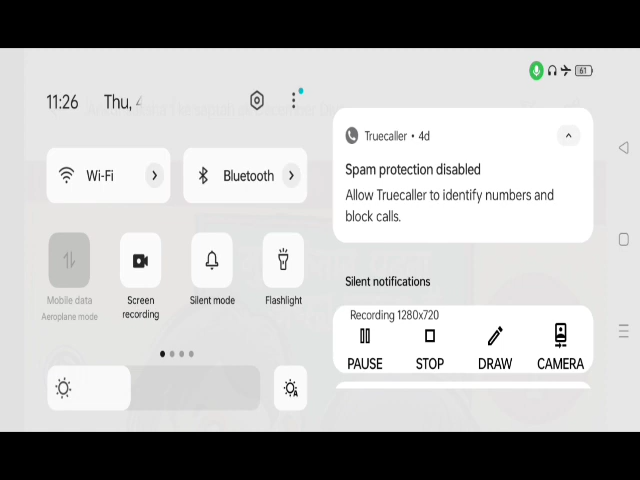 61
11:26 Thu, 4
Truecaller • 4d
Spam protection disabled
Allow Truecaller to identify numbers and
block calls.
Wi-Fi
Bluetooth
Mobile data
Aeroplane mode
Screen
recording
Silent mode
Flashlight
Silent notifications
Recording 1280x720
PAUSE STOP DRAW CAMERA